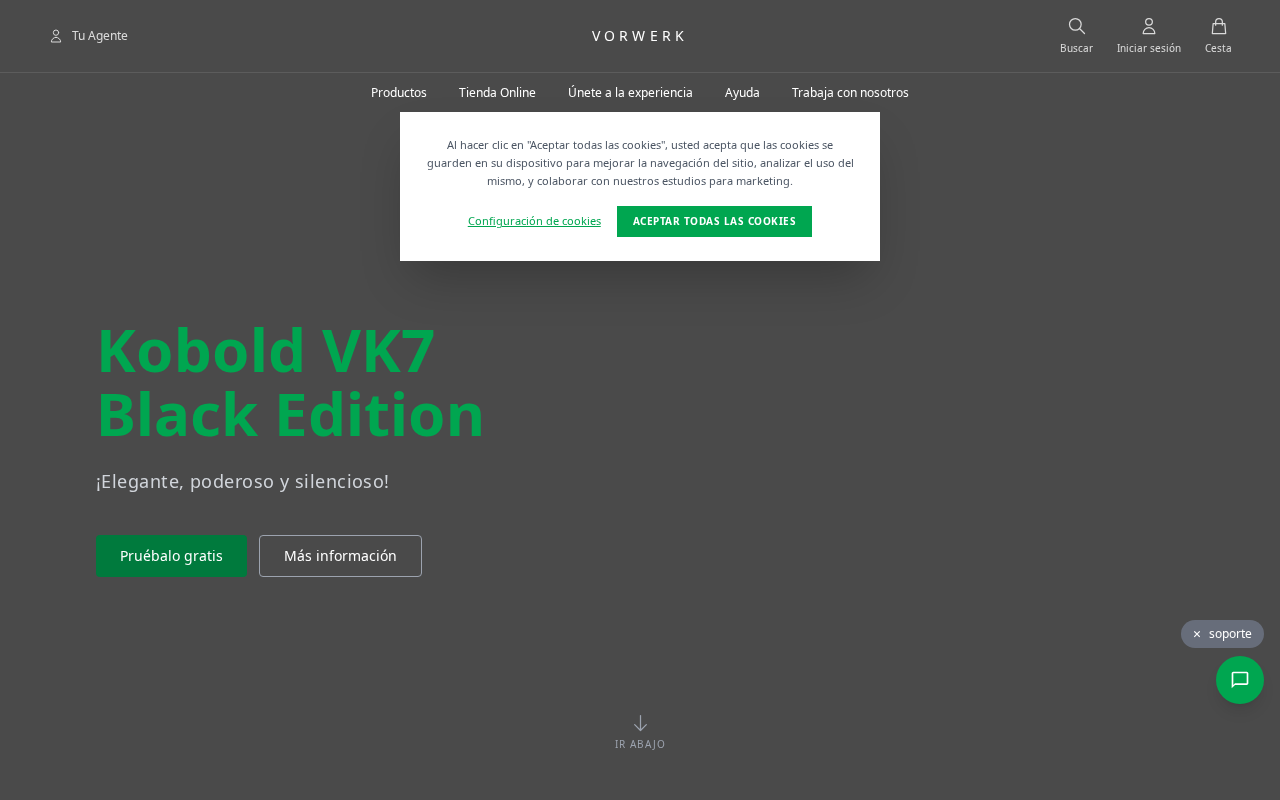 Tu Agente
VORWERK
Buscar
Iniciar sesión
Cesta
Productos
Tienda Online
Únete a la experiencia
Ayuda
Trabaja con nosotros
Al hacer clic en "Aceptar todas las cookies", usted acepta que las cookies se
guarden en su dispositivo para mejorar la navegación del sitio, analizar el uso del
mismo, y colaborar con nuestros estudios para marketing.
Configuración de cookies
ACEPTAR TODAS LAS COOKIES
Kobold VK7
Black Edition
¡Elegante, poderoso y silencioso!
Pruébalo gratis
Más información
soporte
IR ABAJO